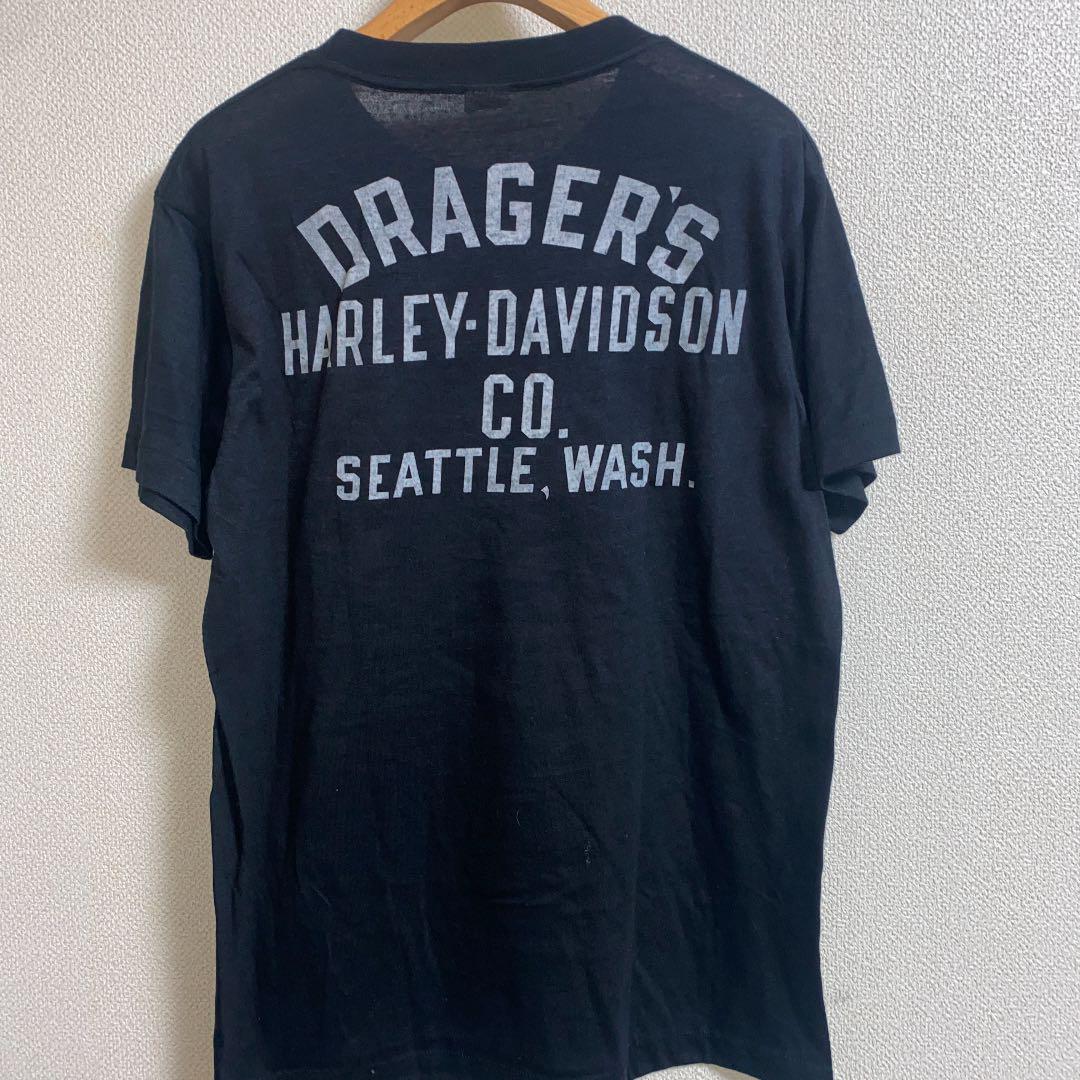 DRAGER'S
HARLEY-DAVIDSON
CO.
SEATTLE, WASH.